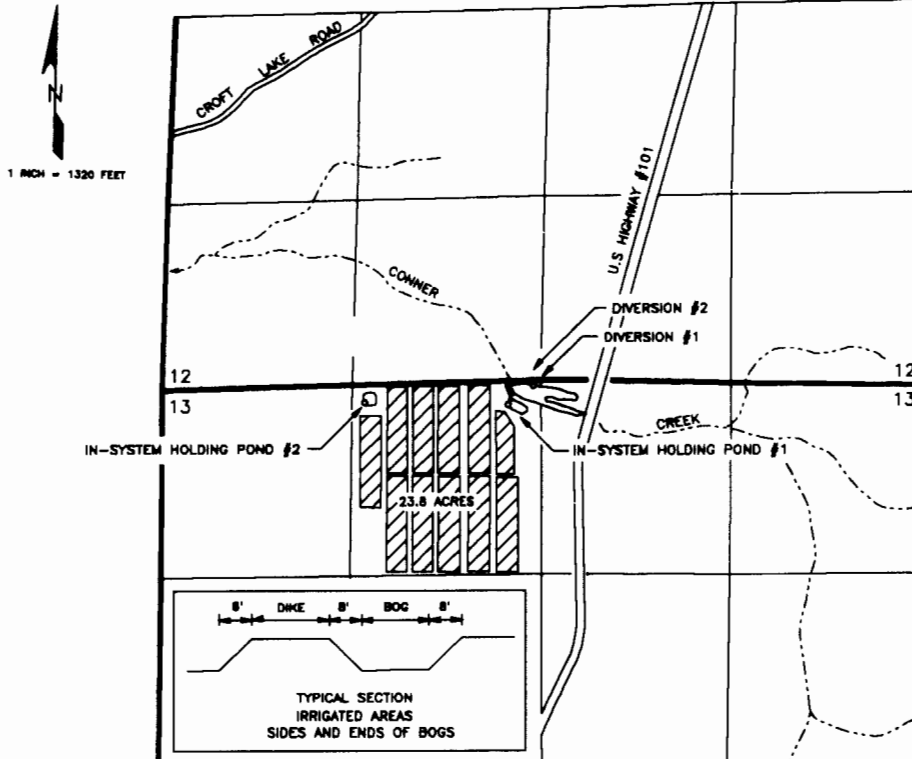 CROFT LAKE ROAD
N
1 INCH = 1320 FEET
U.S HIGHWAY #101
CONNER
DIVERSION #2
DIVERSION #1
12
12
13
13
CREEK
IN-SYSTEM HOLDING POND #2
IN-SYSTEM HOLDING POND #1
23.8 ACRES
8' DIKE 8' BOG 8'
TYPICAL SECTION
IRRIGATED AREAS
SIDES AND ENDS OF BOGS